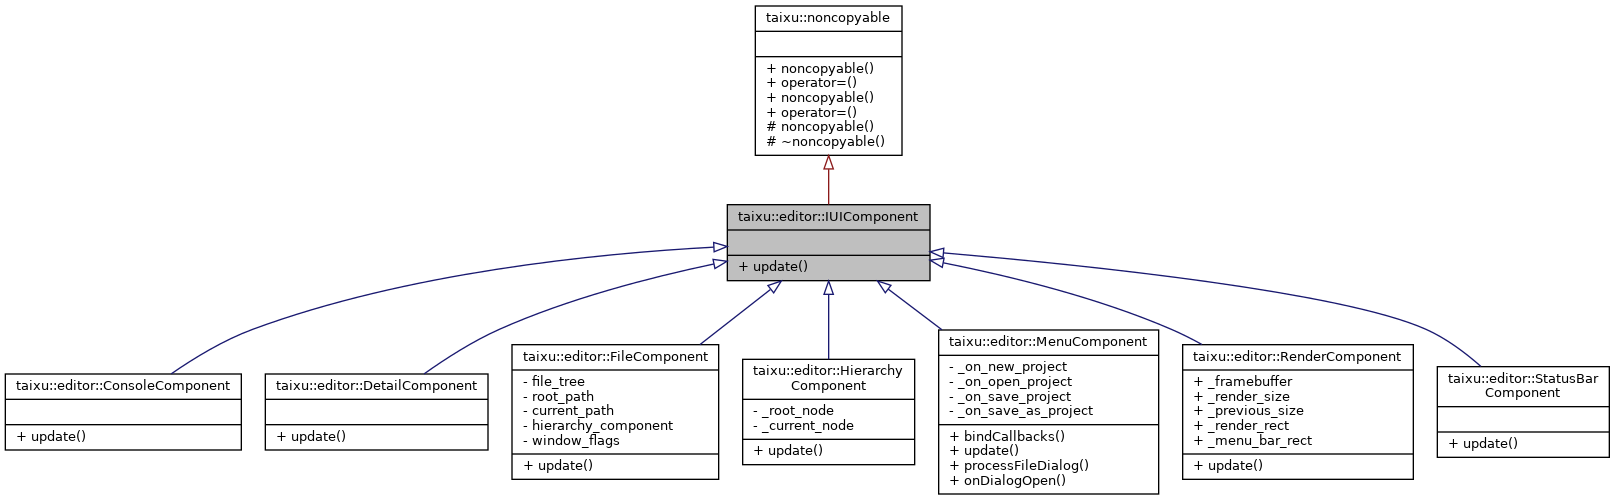 taixu::noncopyable
+ noncopyable()
+ operator=()
+ noncopyable()
+ operator=()
# noncopyable()
# ~noncopyable()
taixu::editor::IUIComponent
+ update()
taixu::editor::ConsoleComponent
+ update()
taixu::editor::DetailComponent
+ update()
taixu::editor::FileComponent
- file_tree
- root_path
- current_path
- hierarchy_component
- window_flags
+ update()
taixu::editor::Hierarchy
Component
- _root_node
- _current_node
+ update()
taixu::editor::MenuComponent
- _on_new_project
- _on_open_project
- _on_save_project
- _on_save_as_project
+ bindCallbacks()
+ update()
+ processFileDialog()
+ onDialogOpen()
taixu::editor::RenderComponent
+ _framebuffer
+ _render_size
+ _previous_size
+ _render_rect
+ _menu_bar_rect
+ update()
taixu::editor::StatusBar
Component
+ update()